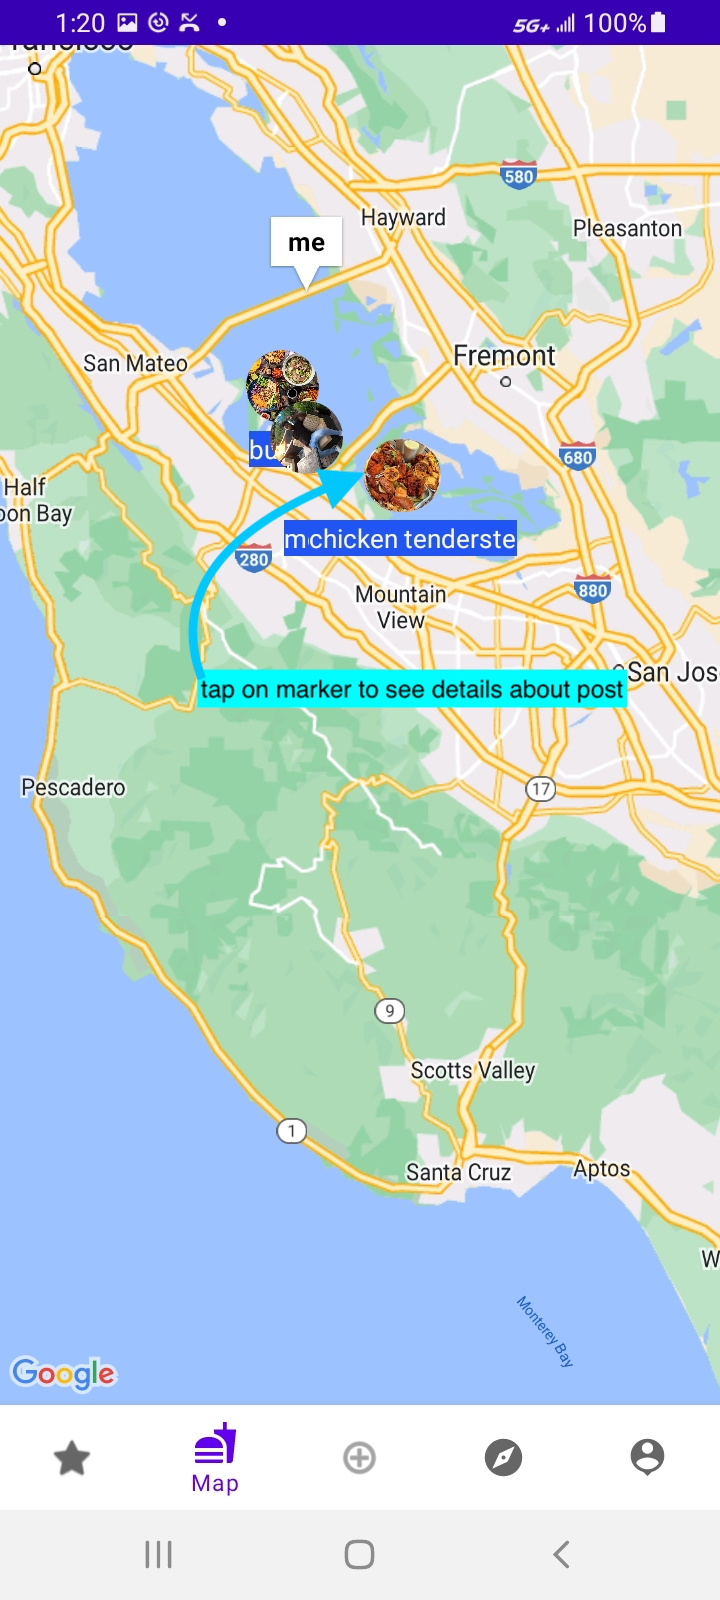 1:20
5G+ 100%
Francisco
580
Hayward
Pleasanton
me
San Mateo
Fremont
680
bu
Half
oon Bay
mchicken tenderste
280
Mountain
View
880
San Jos
tap on marker to see details about post
Pescadero
17
9
Scotts Valley
1
Santa Cruz
Aptos
W
Monterey Bay
Google
Map